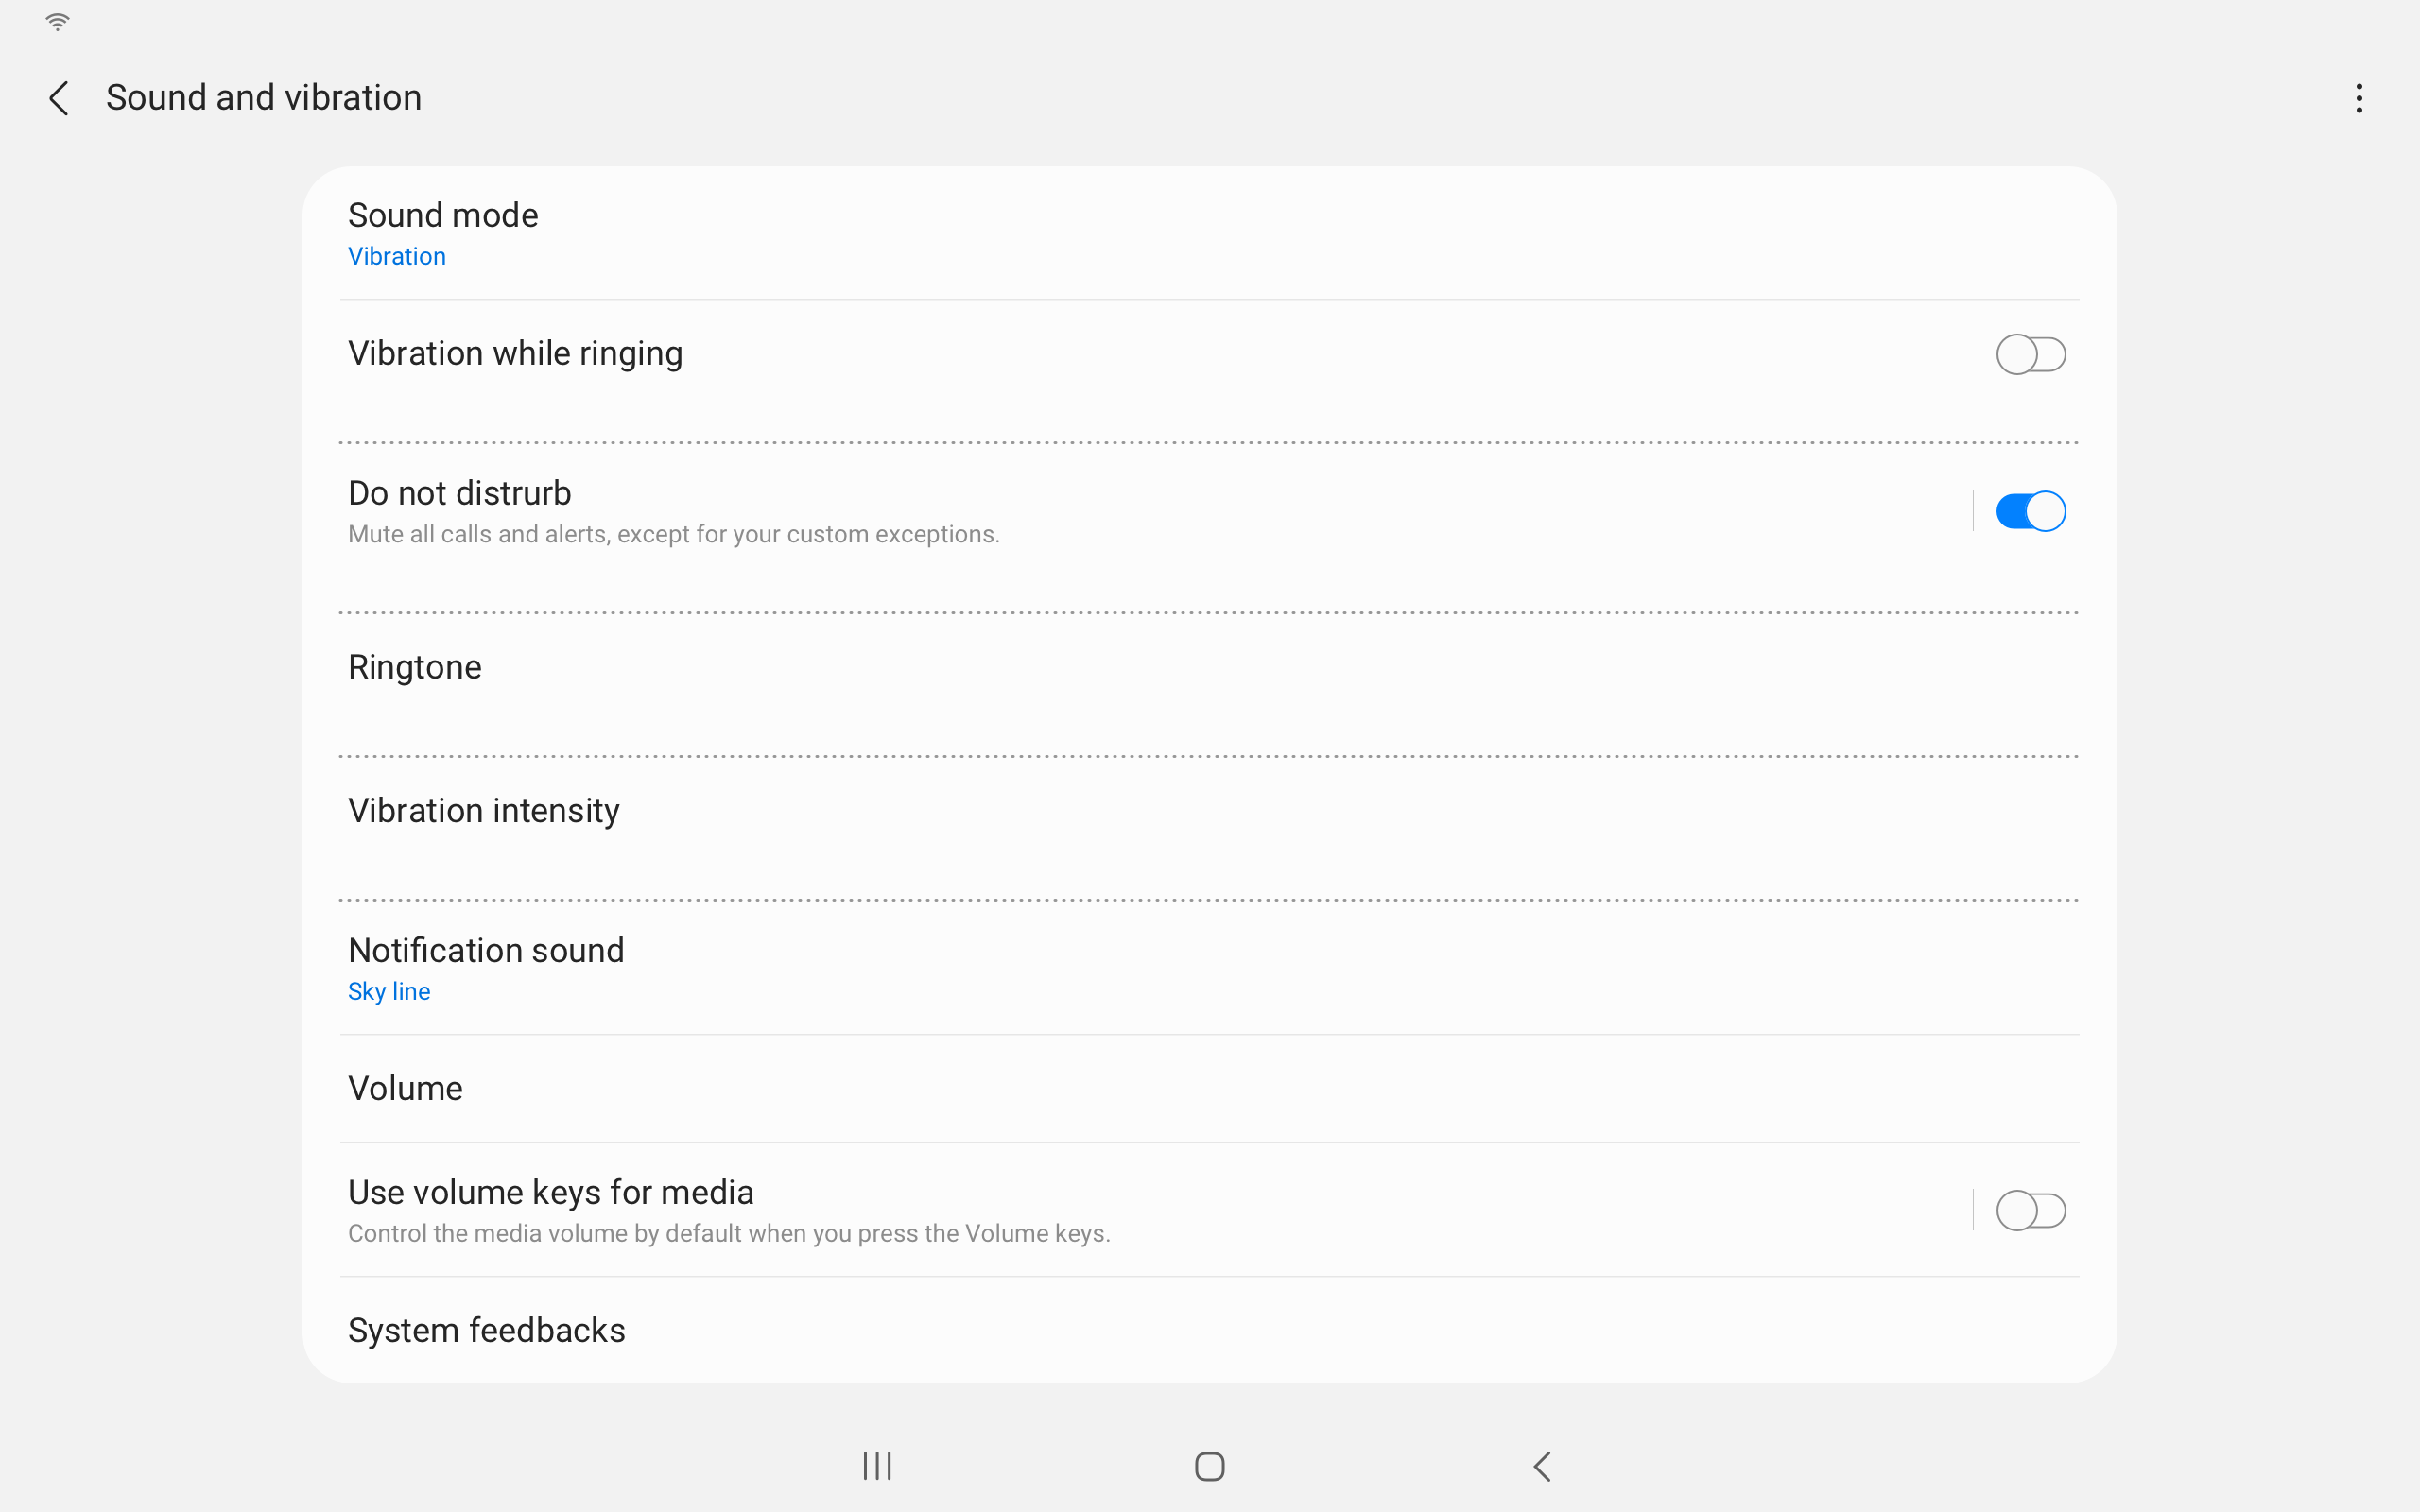 Sound and vibration
Sound mode
Vibration
Vibration while ringing
Do not distrurb
Mute all calls and alerts, except for your custom exceptions.
Ringtone
Vibration intensity
Notification sound
Sky line
Volume
Use volume keys for media
Control the media volume by default when you press the Volume keys.
System feedbacks